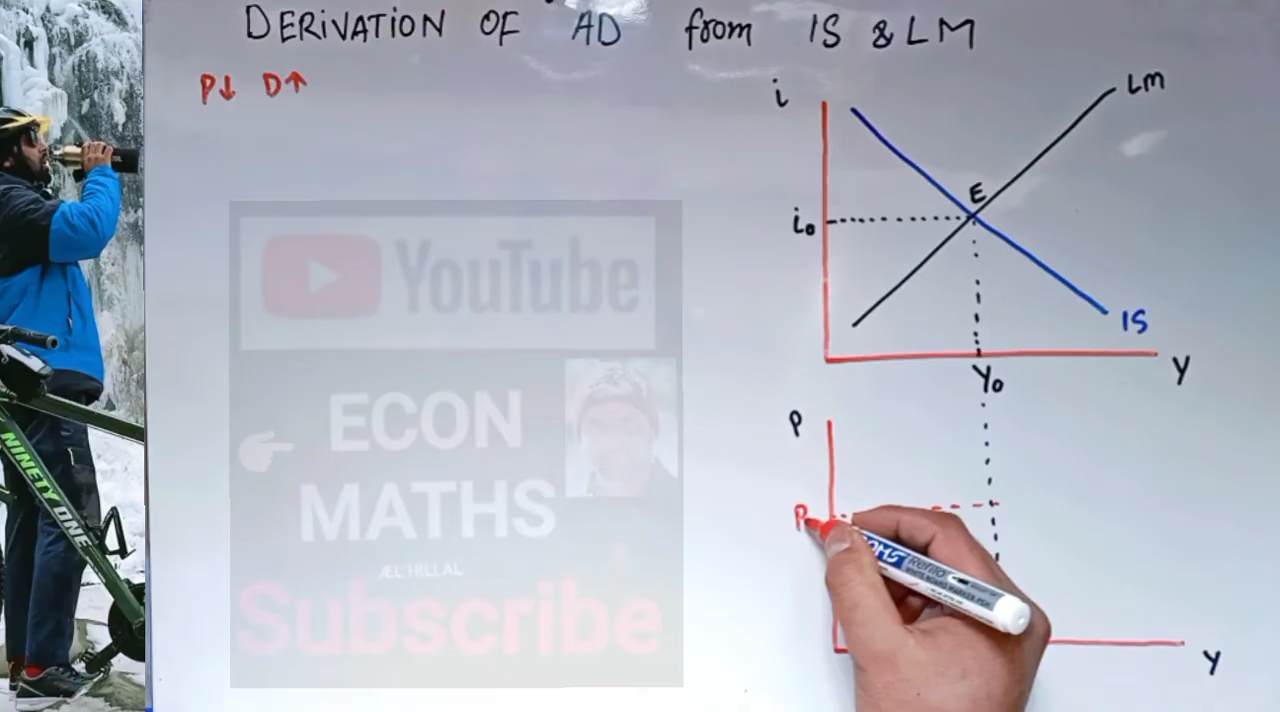 DERIVATION OF AD from IS & LM
P↓ D↑
i
LM
E
i₀
IS
Y₀
Y
P
P
Y
YouTube
ECON
MATHS
ÆL HILLAL
Subscribe
NINETY ONE